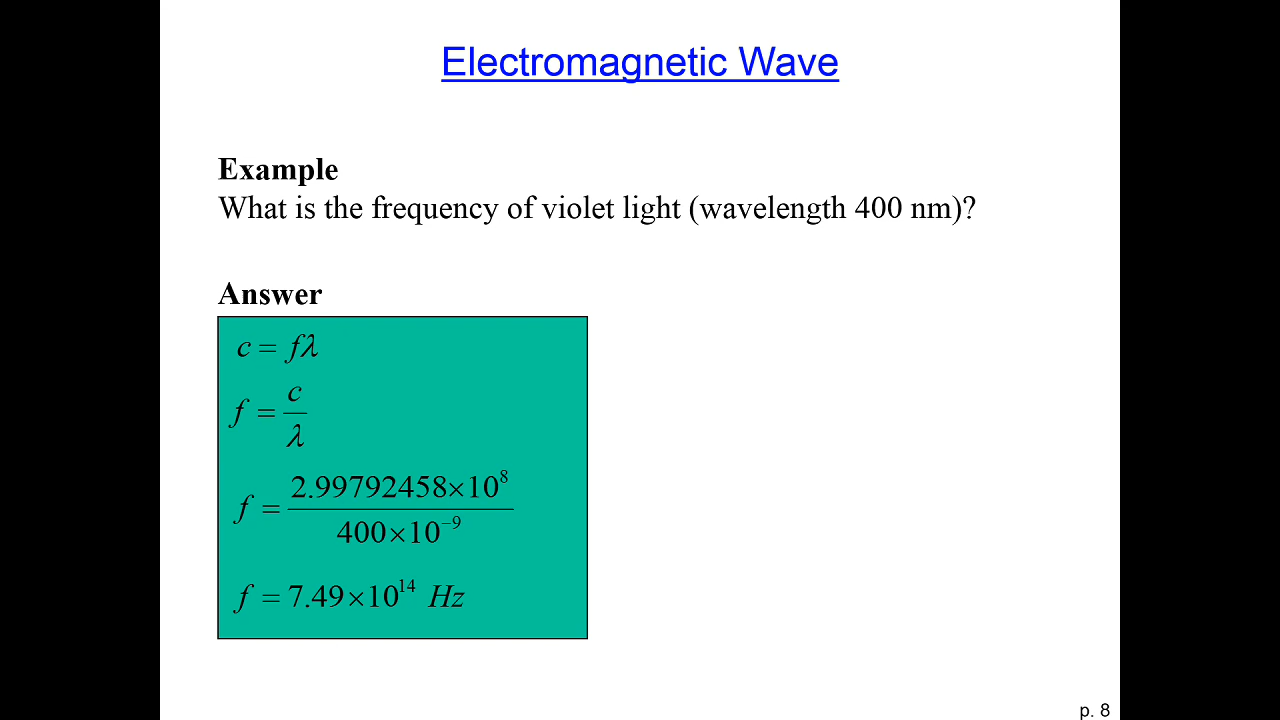 Electromagnetic Wave
Example
What is the frequency of violet light (wavelength 400 nm)?
Answer
c = fλ
f = c/λ
f = 2.99792458×10⁸/400×10⁻⁹
f = 7.49×10¹⁴ Hz
p. 8